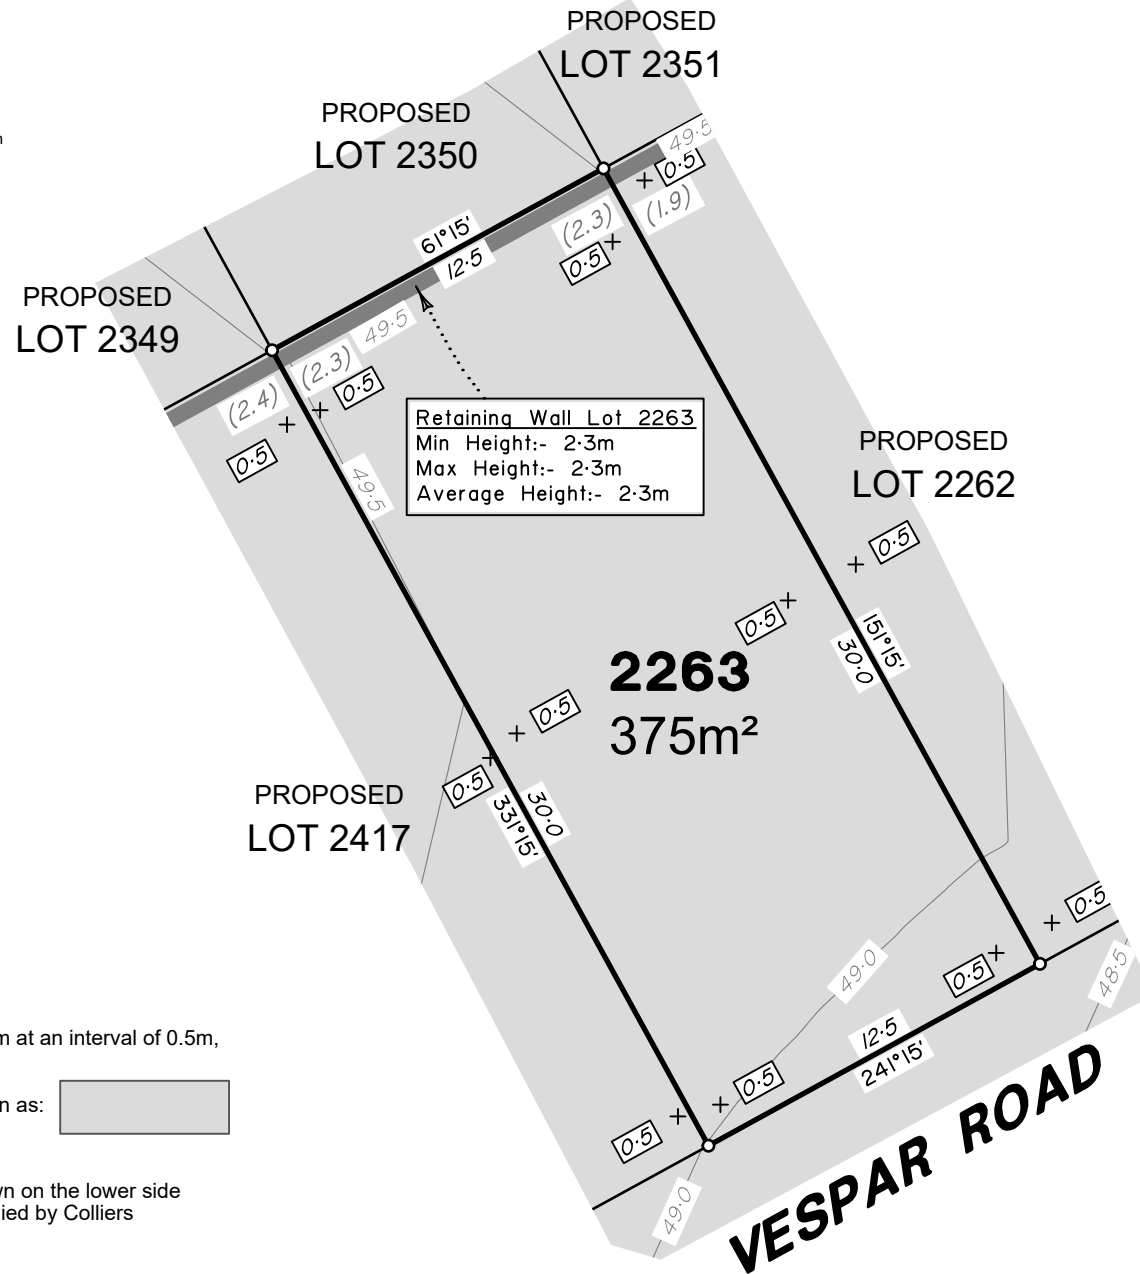 PROPOSED
LOT 2351
PROPOSED
LOT 2350
49·5
0·5
(1.9)
(2.3)
0·5
61°15'
12·5
PROPOSED
LOT 2349
49·5
(2.3)
0·5
(2.4)
0·5
49·5
Retaining Wall Lot 2263
Min Height:- 2·3m
Max Height:- 2·3m
Average Height:- 2·3m
PROPOSED
LOT 2262
0·5
0·5
151°15'
30·0
2263
375m²
0·5
0·5
30·0
331°15'
PROPOSED
LOT 2417
0·5
0·5
49·0
48·5
12·5
241°15'
0·5
0·5
49·0
VESPAR ROAD
m at an interval of 0.5m,
n as:
vn on the lower side
ied by Colliers